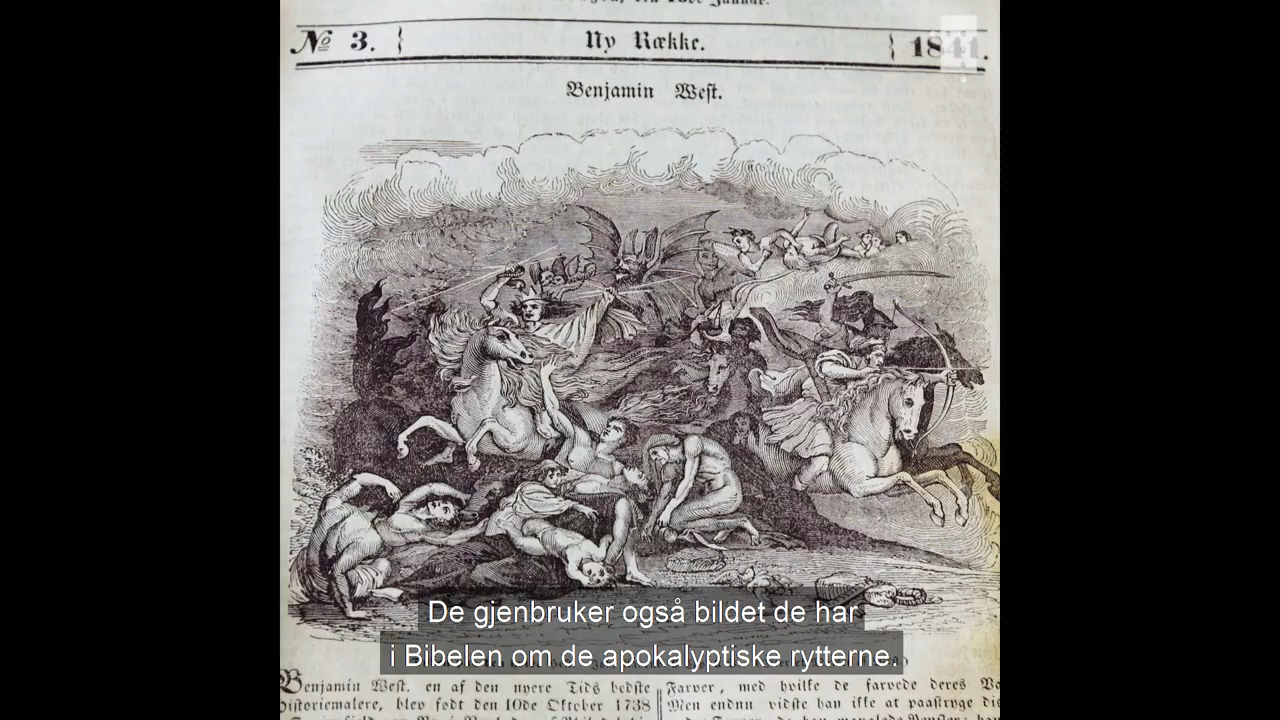 No 3.
Ny Række.
1841.
Benjamin West.
De gjenbruker også bildet de har
i Bibelen om de apokalyptiske rytterne.
Benjamin West, en af den nyere Tids bedste
Historiemalere, blev født den 10de Oktober 1738
Farver, med hvilke de farvede deres
Men endnu vidste han ikke at paastryge